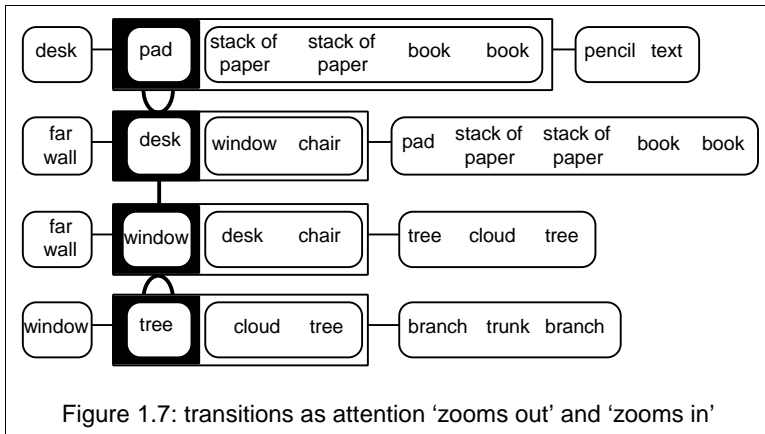 desk pad stack of paper stack of paper book book pencil text
far wall desk window chair pad stack of paper stack of paper book book
far wall window desk chair tree cloud tree
window tree cloud tree branch trunk branch
Figure 1.7: transitions as attention ‘zooms out’ and ‘zooms in’